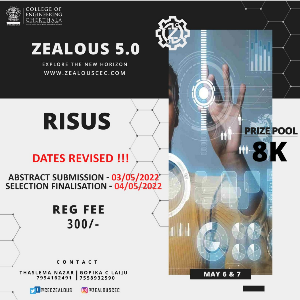 COLLEGE OF
ENGINEERING
CHERTHALA
ZEALOUS 5.0
EXPLORE THE NEW HORIZON
WWW.ZEALOUSCEC.COM
RISUS
PRIZE POOL
8K
DATES REVISED !!!
ABSTRACT SUBMISSION - 03/05/2022
SELECTION FINALISATION - 04/05/2022
REG FEE
300/-
CONTACT
MAY 6 & 7